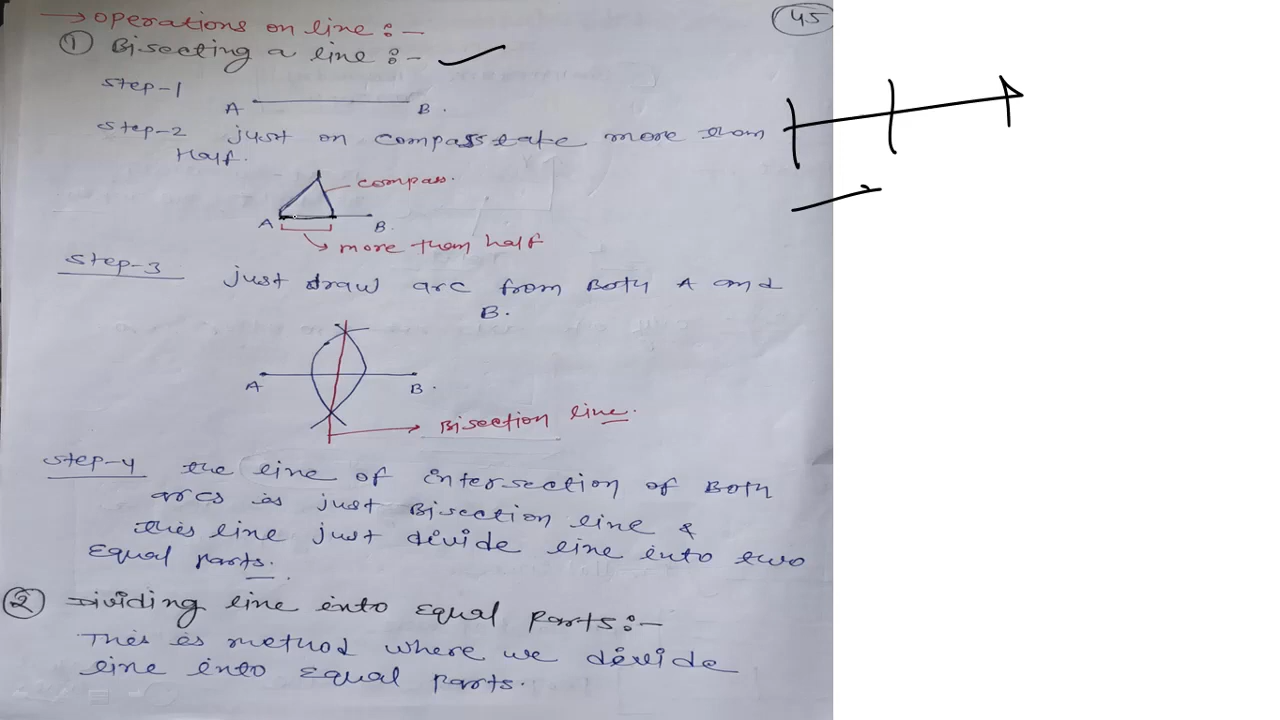 → operations on line :-
45
① Bisecting a line :-
Step-1
A B.
Step-2 just on compass take more than
Half.
compass.
A B.
more than half
Step-3 just draw arc from Both A and
B.
A B.
Bisection line.
Step-4 the line of intersection of Both
arcs is just Bisection line &
this line just divide line into two
Equal parts.
② Dividing line into Equal parts:-
This is method where we divide
line into Equal parts.